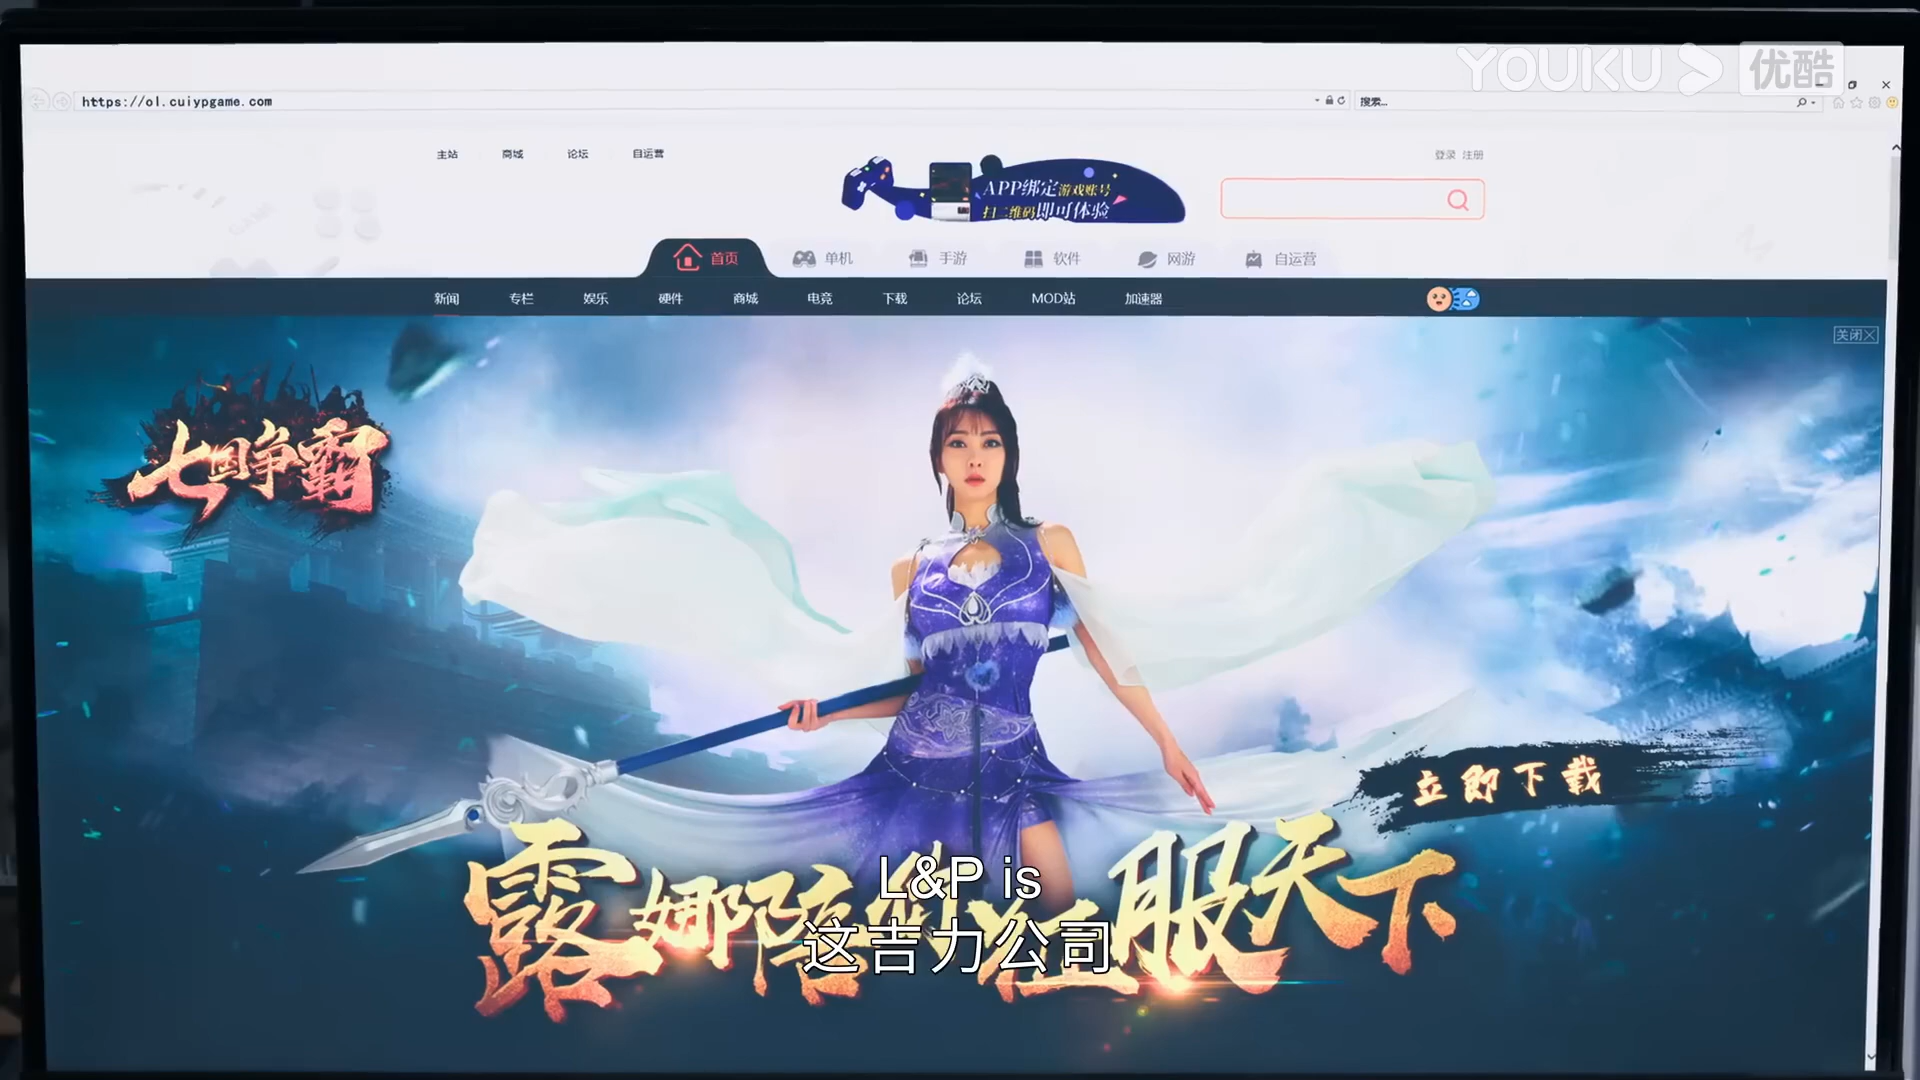 YOUKU 优酷
https://ol.cuiypgame.com
搜索...
主站 商城 论坛 自运营
登录 注册
APP绑定游戏账号
扫二维码即可体验
首页 单机 手游 软件 网游 自运营
新闻 专栏 娱乐 硬件 商城 电竞 下载 论坛 MOD站 加速器
关闭X
七国争霸
立即下载
露娜陪你征服天下
L&P is
这吉力公司